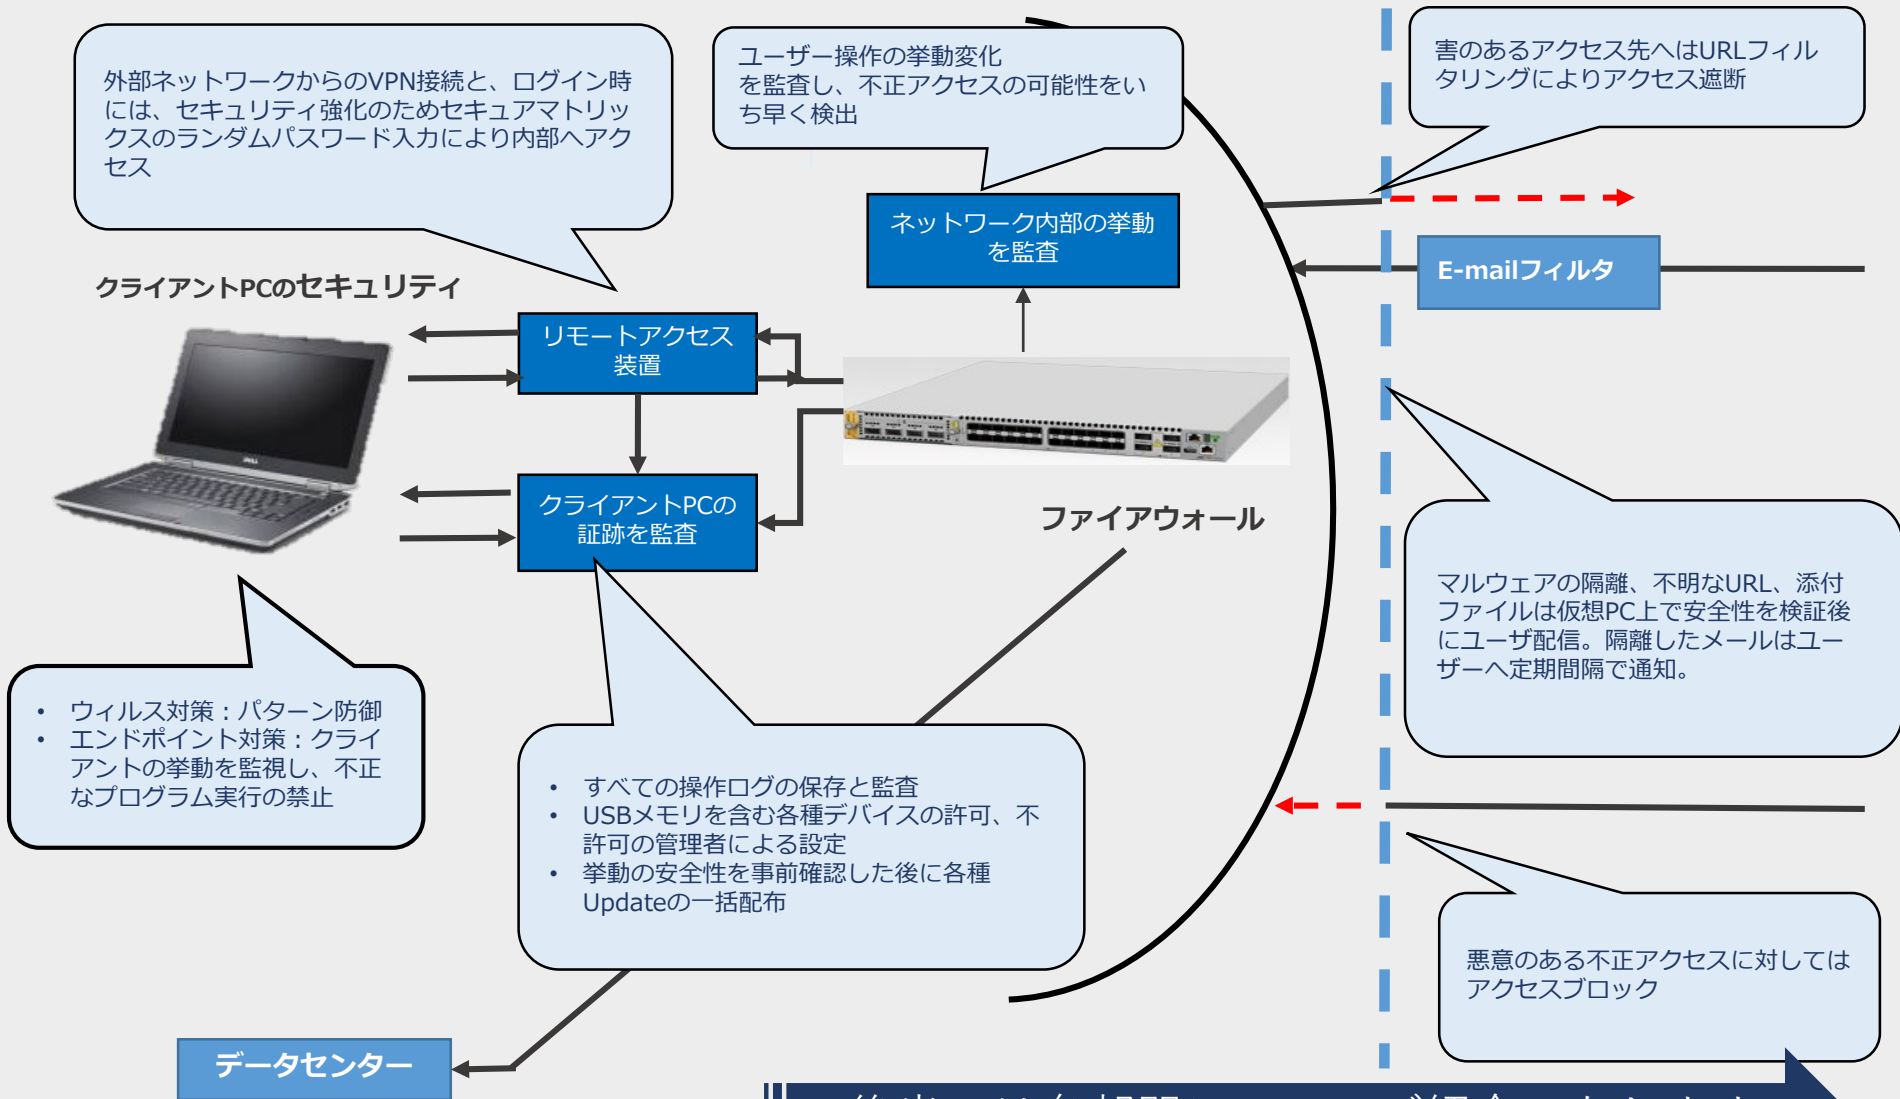 外部ネットワークからのVPN接続と、ログイン時
には、セキュリティ強化のためセキュアマトリッ
クスのランダムパスワード入力により内部へアク
セス
ユーザー操作の挙動変化
を監査し、不正アクセスの可能性をい
ち早く検出
害のあるアクセス先へはURLフィル
タリングによりアクセス遮断
ネットワーク内部の挙動
を監査
E-mailフィルタ
クライアントPCのセキュリティ
リモートアクセス
装置
クライアントPCの
証跡を監査
ファイアウォール
マルウェアの隔離、不明なURL、添付
ファイルは仮想PC上で安全性を検証後
にユーザ配信。隔離したメールはユー
ザーへ定期間隔で通知。
• ウィルス対策：パターン防御
• エンドポイント対策：クライ
アントの挙動を監視し、不正
なプログラム実行の禁止
• すべての操作ログの保存と監査
• USBメモリを含む各種デバイスの許可、不
許可の管理者による設定
• 挙動の安全性を事前確認した後に各種
Updateの一括配布
悪意のある不正アクセスに対しては
アクセスブロック
データセンター